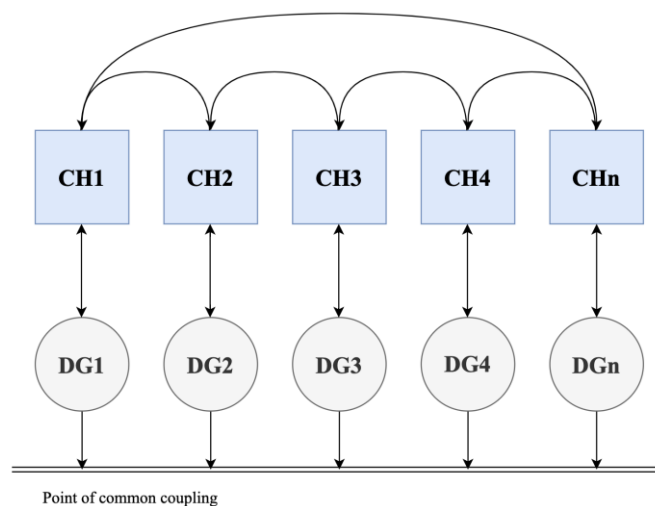 CH1 CH2 CH3 CH4 CHn
DG1 DG2 DG3 DG4 DGn
Point of common coupling